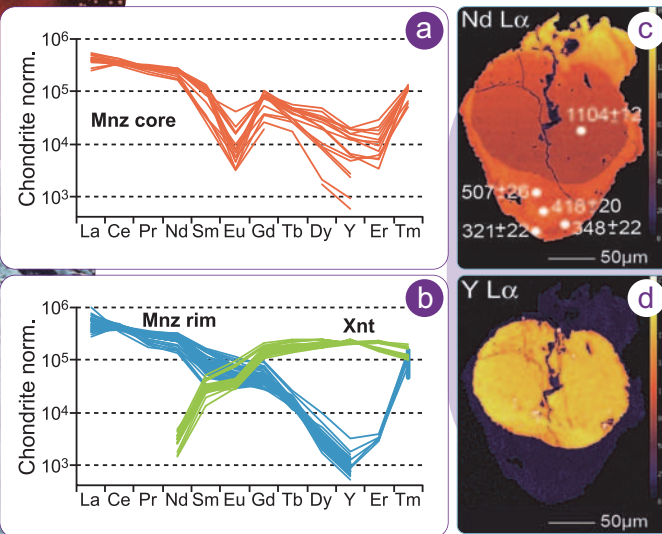 a
10⁶
10⁵
10⁴
10³
Chondrite norm.
Mnz core
La Ce Pr Nd Sm Eu Gd Tb Dy Y Er Tm
b
10⁶
10⁵
10⁴
10³
Chondrite norm.
Mnz rim
Xnt
La Ce Pr Nd Sm Eu Gd Tb Dy Y Er Tm
Nd Lα
c
1104±12
507±26
418±20
321±22
348±22
50μm
Y Lα
d
50μm